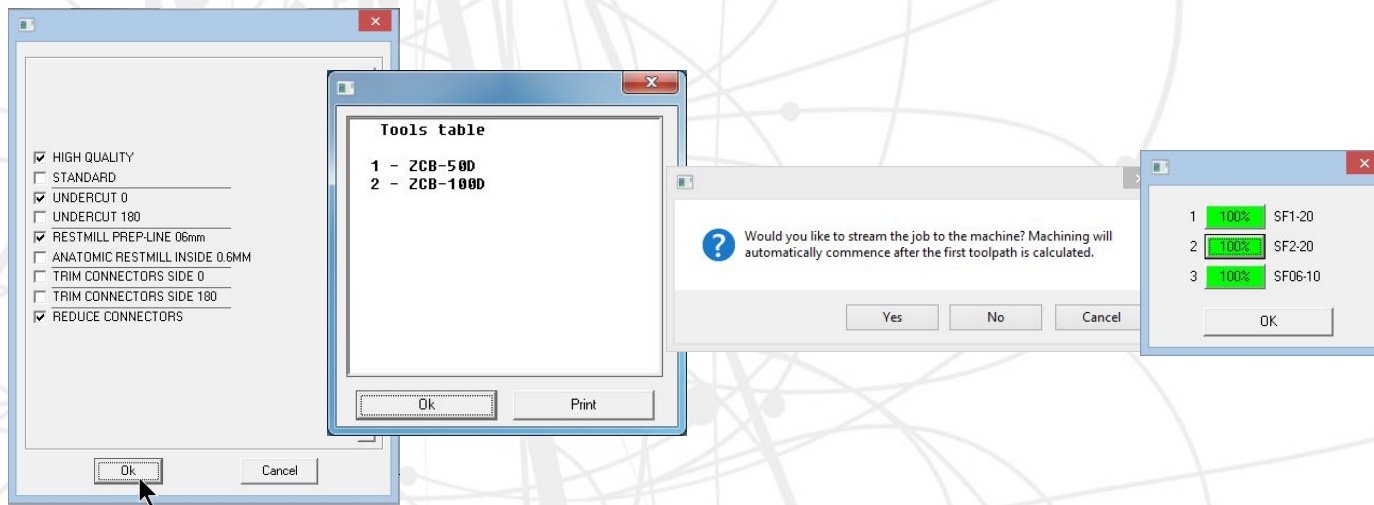 HIGH QUALITY
STANDARD
UNDERCUT 0
UNDERCUT 180
RESTMILL PREP-LINE 06mm
ANATOMIC RESTMILL INSIDE 0.6MM
TRIM CONNECTORS SIDE 0
TRIM CONNECTORS SIDE 180
REDUCE CONNECTORS
Ok Cancel
Tools table
1 - ZCB-50D
2 - ZCB-100D
Ok Print
Would you like to stream the job to the machine? Machining will
automatically commence after the first toolpath is calculated.
Yes No Cancel
1 100% SF1-20
2 100% SF2-20
3 100% SF06-10
OK